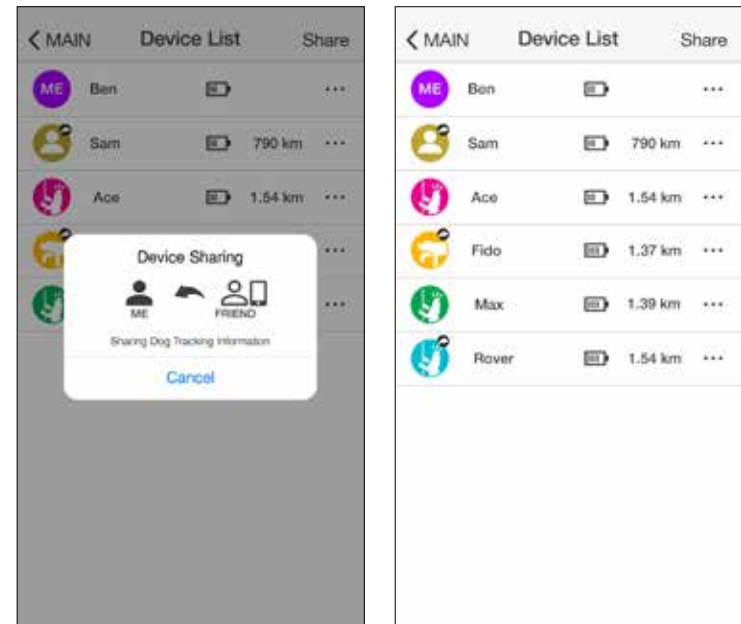 MAIN Device List Share
ME Ben
Sam 790 km ...
Ace 1.54 km ...
Device Sharing
ME FRIEND
Sharing Dog Tracking Information
Cancel
MAIN Device List Share
ME Ben ...
Sam 790 km ...
Ace 1.54 km ...
Fido 1.37 km ...
Max 1.39 km ...
Rover 1.54 km ...